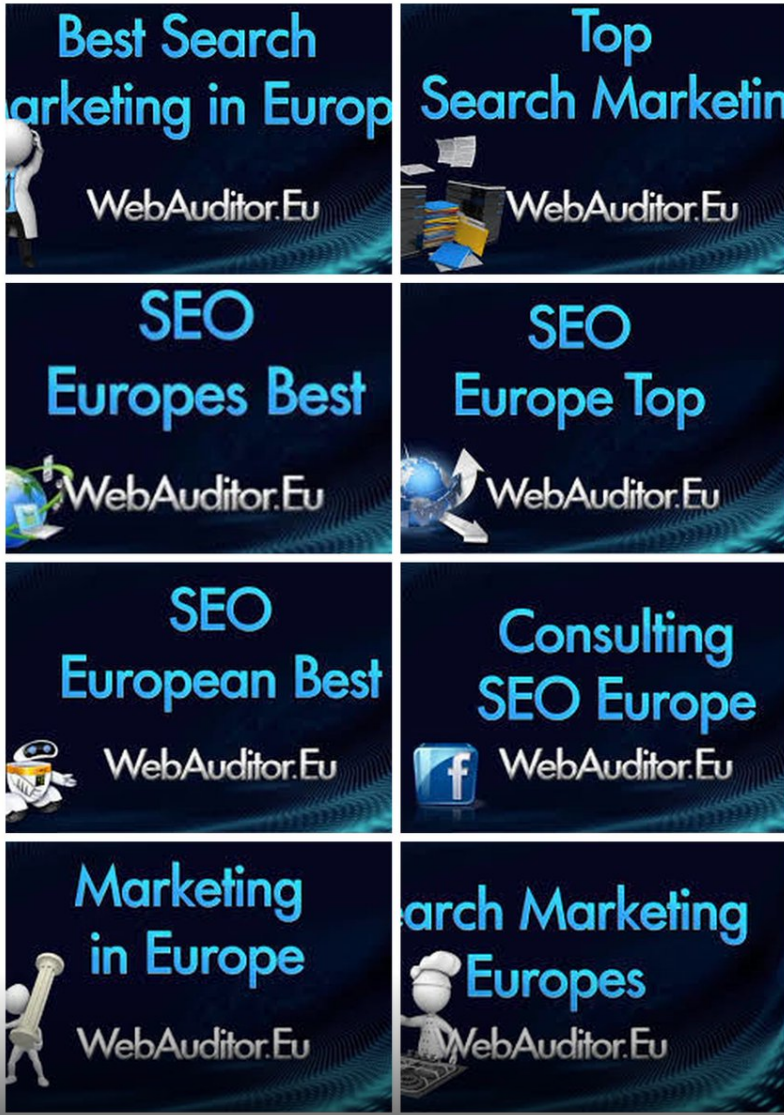 Best Search
arketing in Europ
WebAuditor.Eu
Top
Search Marketin
WebAuditor.Eu
SEO
Europes Best
WebAuditor.Eu
SEO
Europe Top
WebAuditor.Eu
SEO
European Best
WebAuditor.Eu
Consulting
SEO Europe
f WebAuditor.Eu
Marketing
in Europe
WebAuditor.Eu
arch Marketing
Europes
WebAuditor.Eu